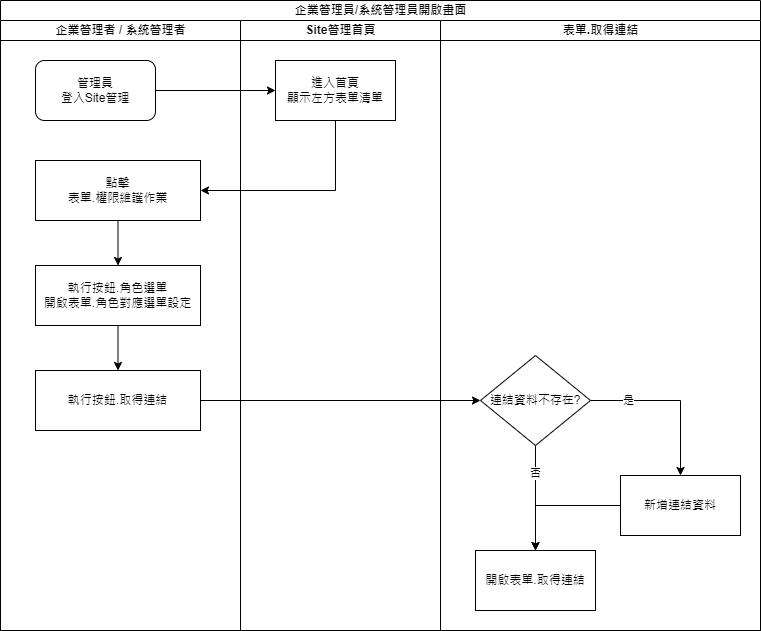 企業管理員/系統管理員開啟畫面
企業管理者 / 系統管理者
Site管理首頁
表單.取得連結
管理員
登入Site管理
進入首頁
顯示左方表單清單
點擊
表單.權限維護作業
執行按鈕.角色選單
開啟表單.角色對應選單設定
執行按鈕.取得連結
連結資料不存在?
是
否
新增連結資料
開啟表單.取得連結